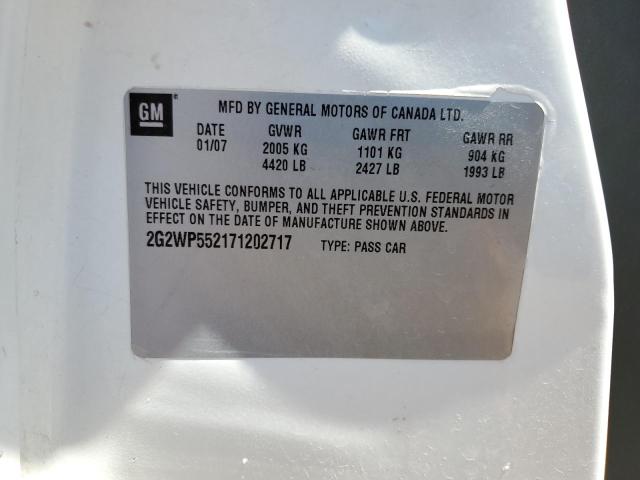 GM ® MFD BY GENERAL MOTORS OF CANADA LTD.
DATE GVWR GAWR FRT GAWR RR
01/07 2005 KG 1101 KG 904 KG
4420 LB 2427 LB 1993 LB
THIS VEHICLE CONFORMS TO ALL APPLICABLE U.S. FEDERAL MOTOR
VEHICLE SAFETY, BUMPER, AND THEFT PREVENTION STANDARDS IN
EFFECT ON THE DATE OF MANUFACTURE SHOWN ABOVE.
2G2WP552171202717 TYPE: PASS CAR